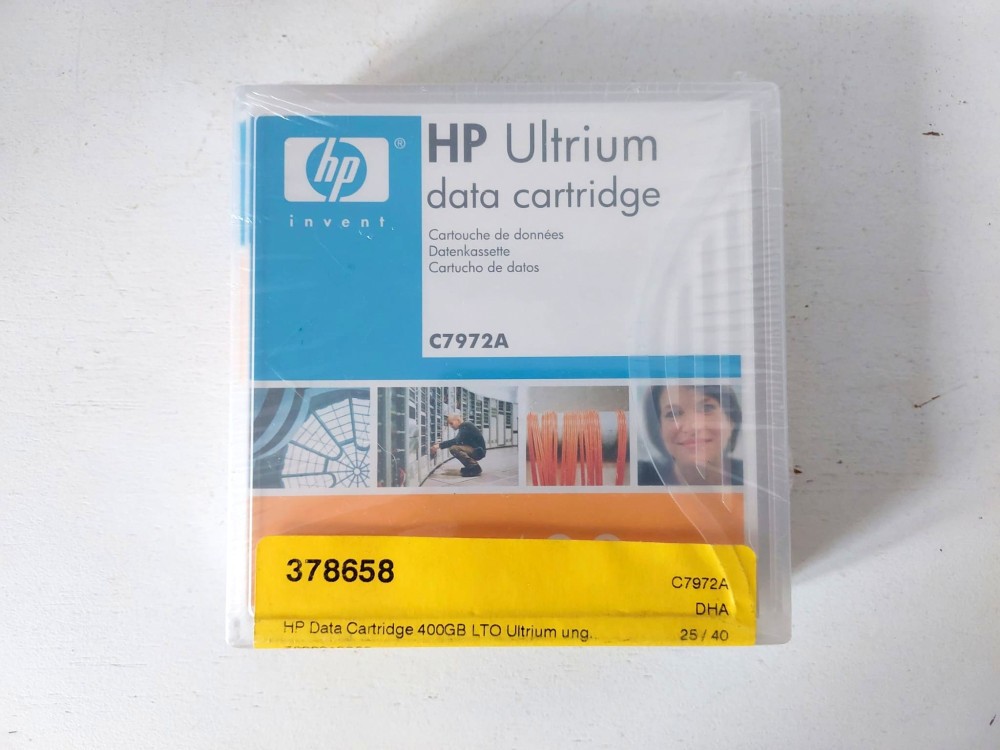 hp ®
invent
HP Ultrium
data cartridge
Cartouche de données
Datenkassette
Cartucho de datos
C7972A
378658
C7972A
DHA
HP Data Cartridge 400GB LTO Ultrium ung..
25 / 40